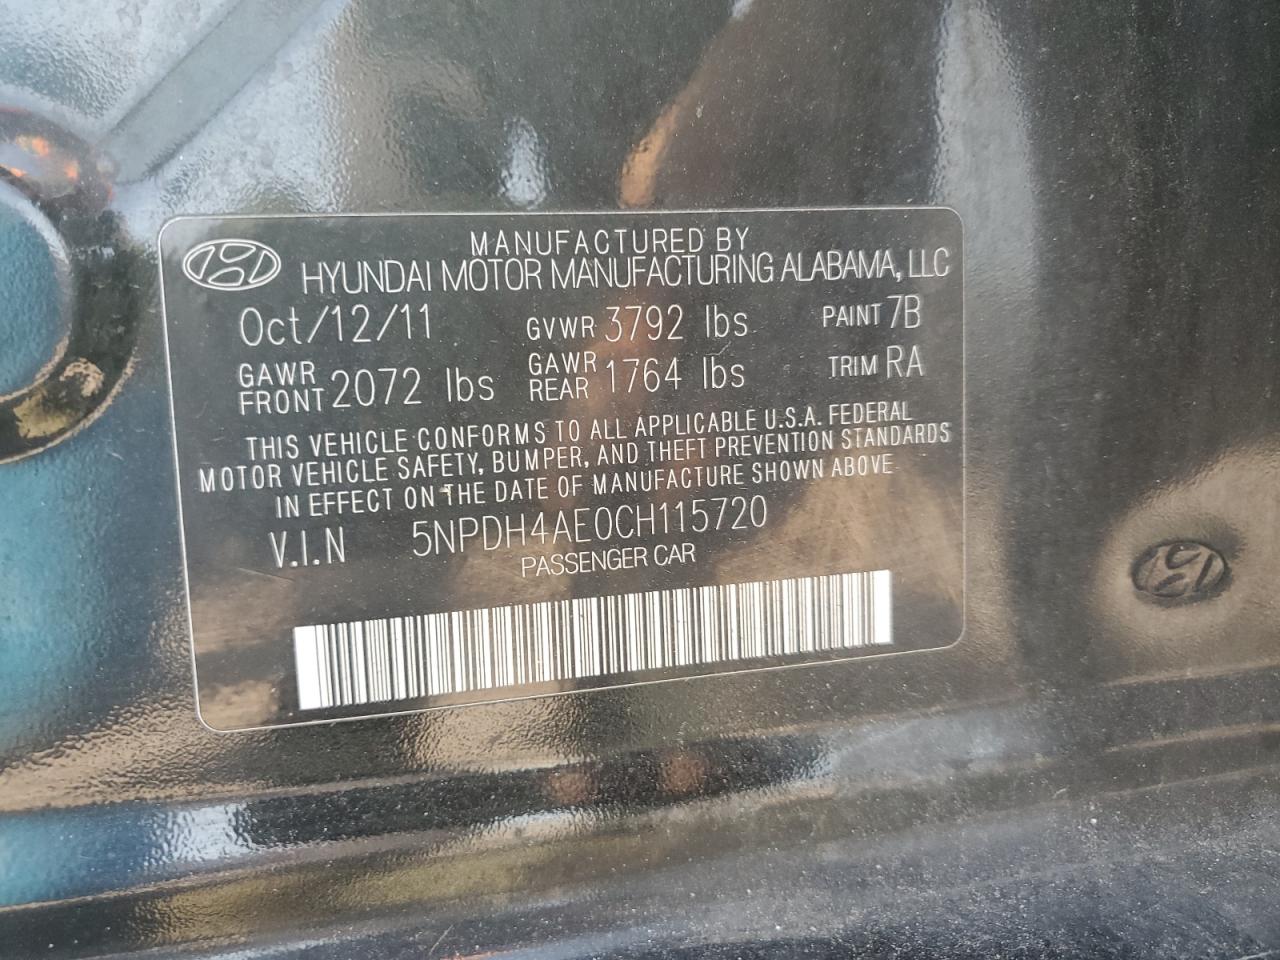 MANUFACTURED BY
HYUNDAI MOTOR MANUFACTURING ALABAMA, LLC
Oct/12/11 GVWR 3792 lbs PAINT 7B
GAWR FRONT 2072 lbs GAWR REAR 1764 lbs TRIM RA
THIS VEHICLE CONFORMS TO ALL APPLICABLE U.S.A. FEDERAL
MOTOR VEHICLE SAFETY, BUMPER, AND THEFT PREVENTION STANDARDS
IN EFFECT ON THE DATE OF MANUFACTURE SHOWN ABOVE
V.I.N 5NPDH4AE0CH115720
PASSENGER CAR